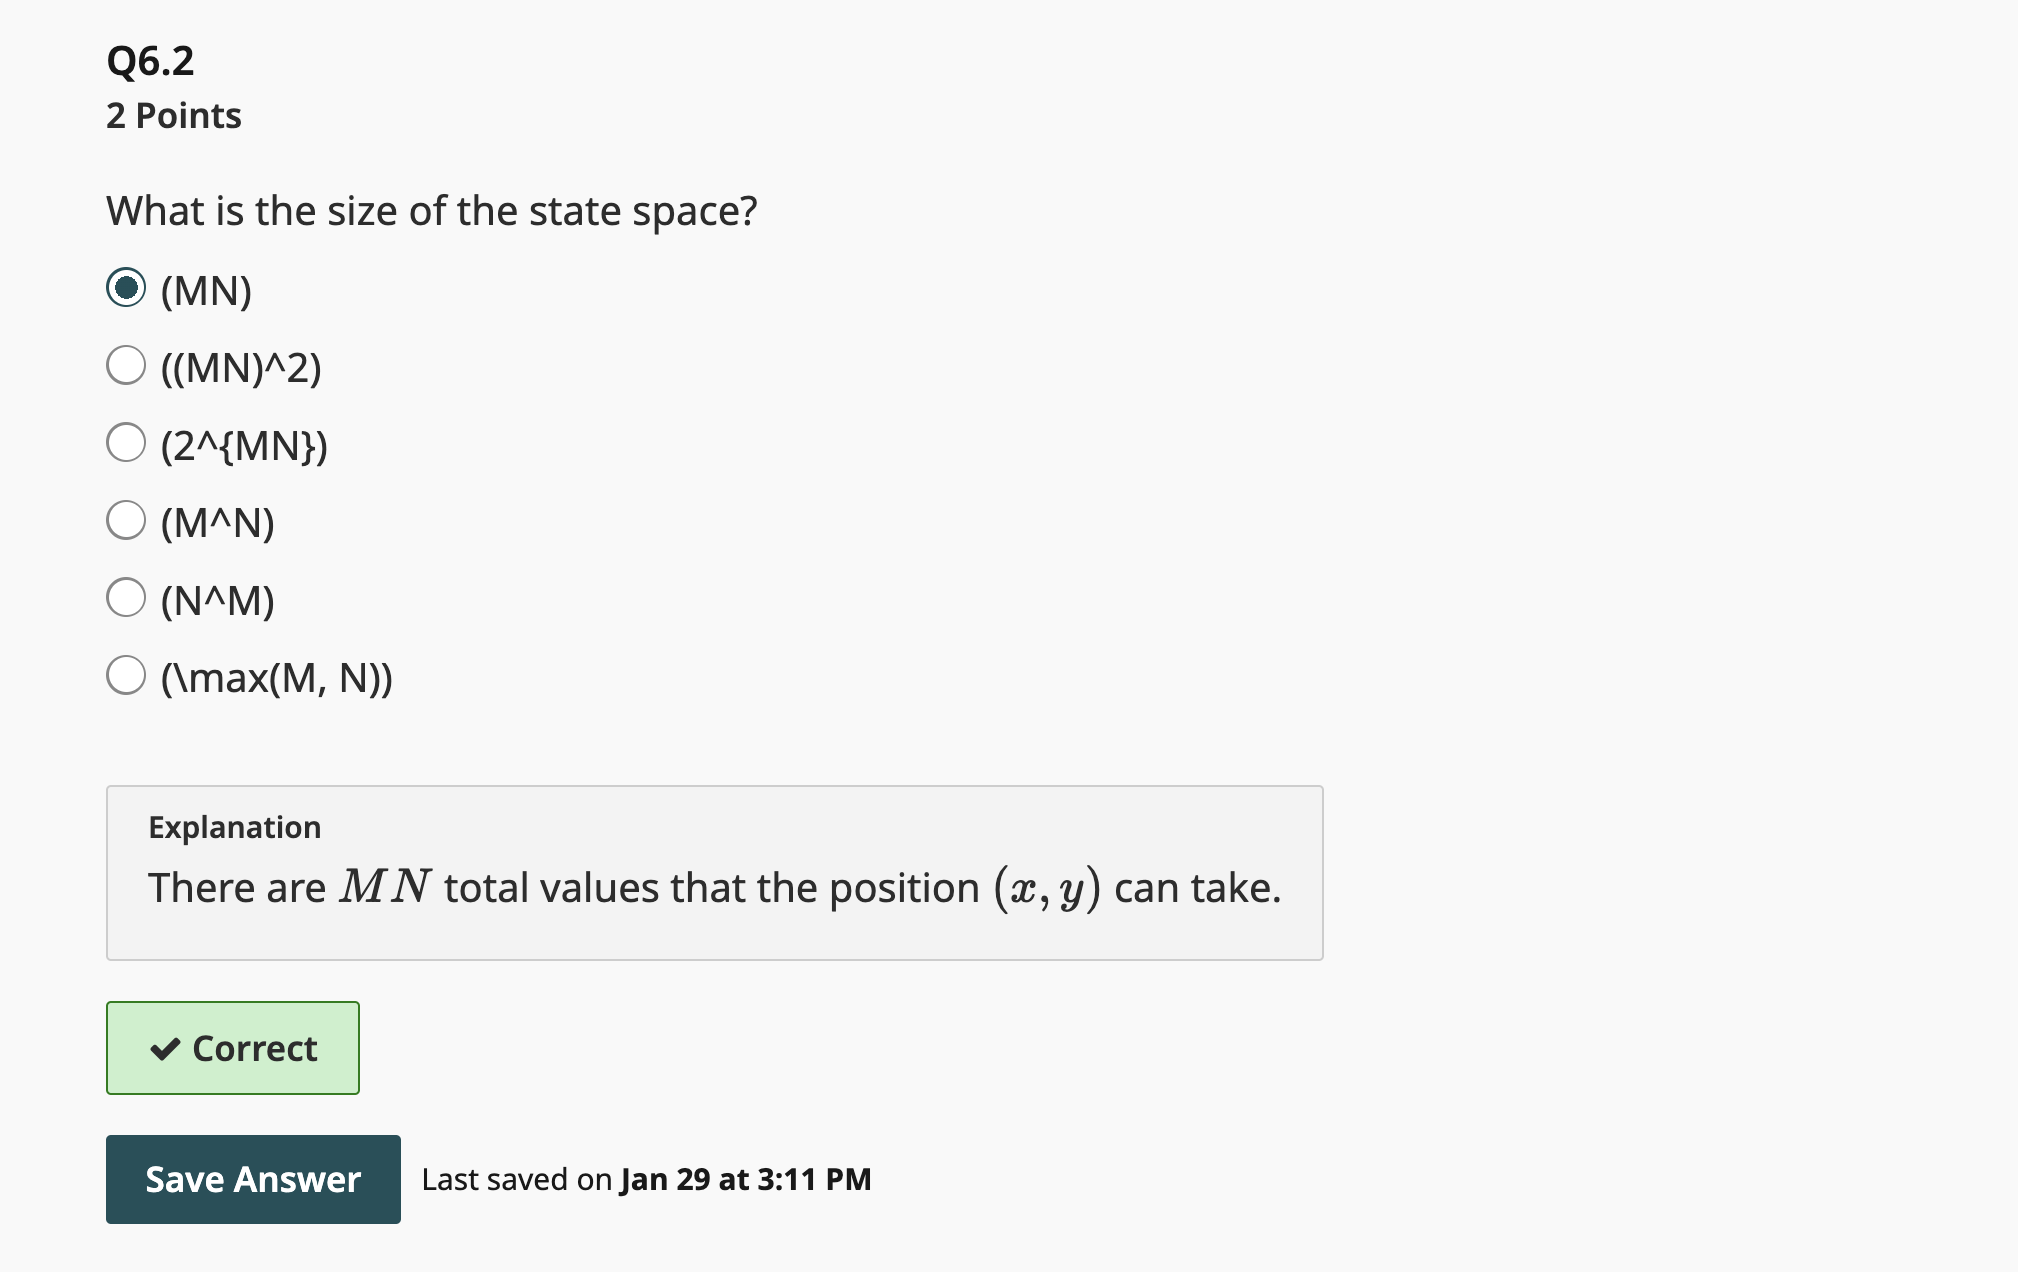 Q6.2
2 Points
What is the size of the state space?
(MN)
((MN)^2)
(2^{MN})
(M^N)
(N^M)
(\max(M, N))
Explanation
There are MN total values that the position (x, y) can take.
✔ Correct
Save Answer Last saved on Jan 29 at 3:11 PM